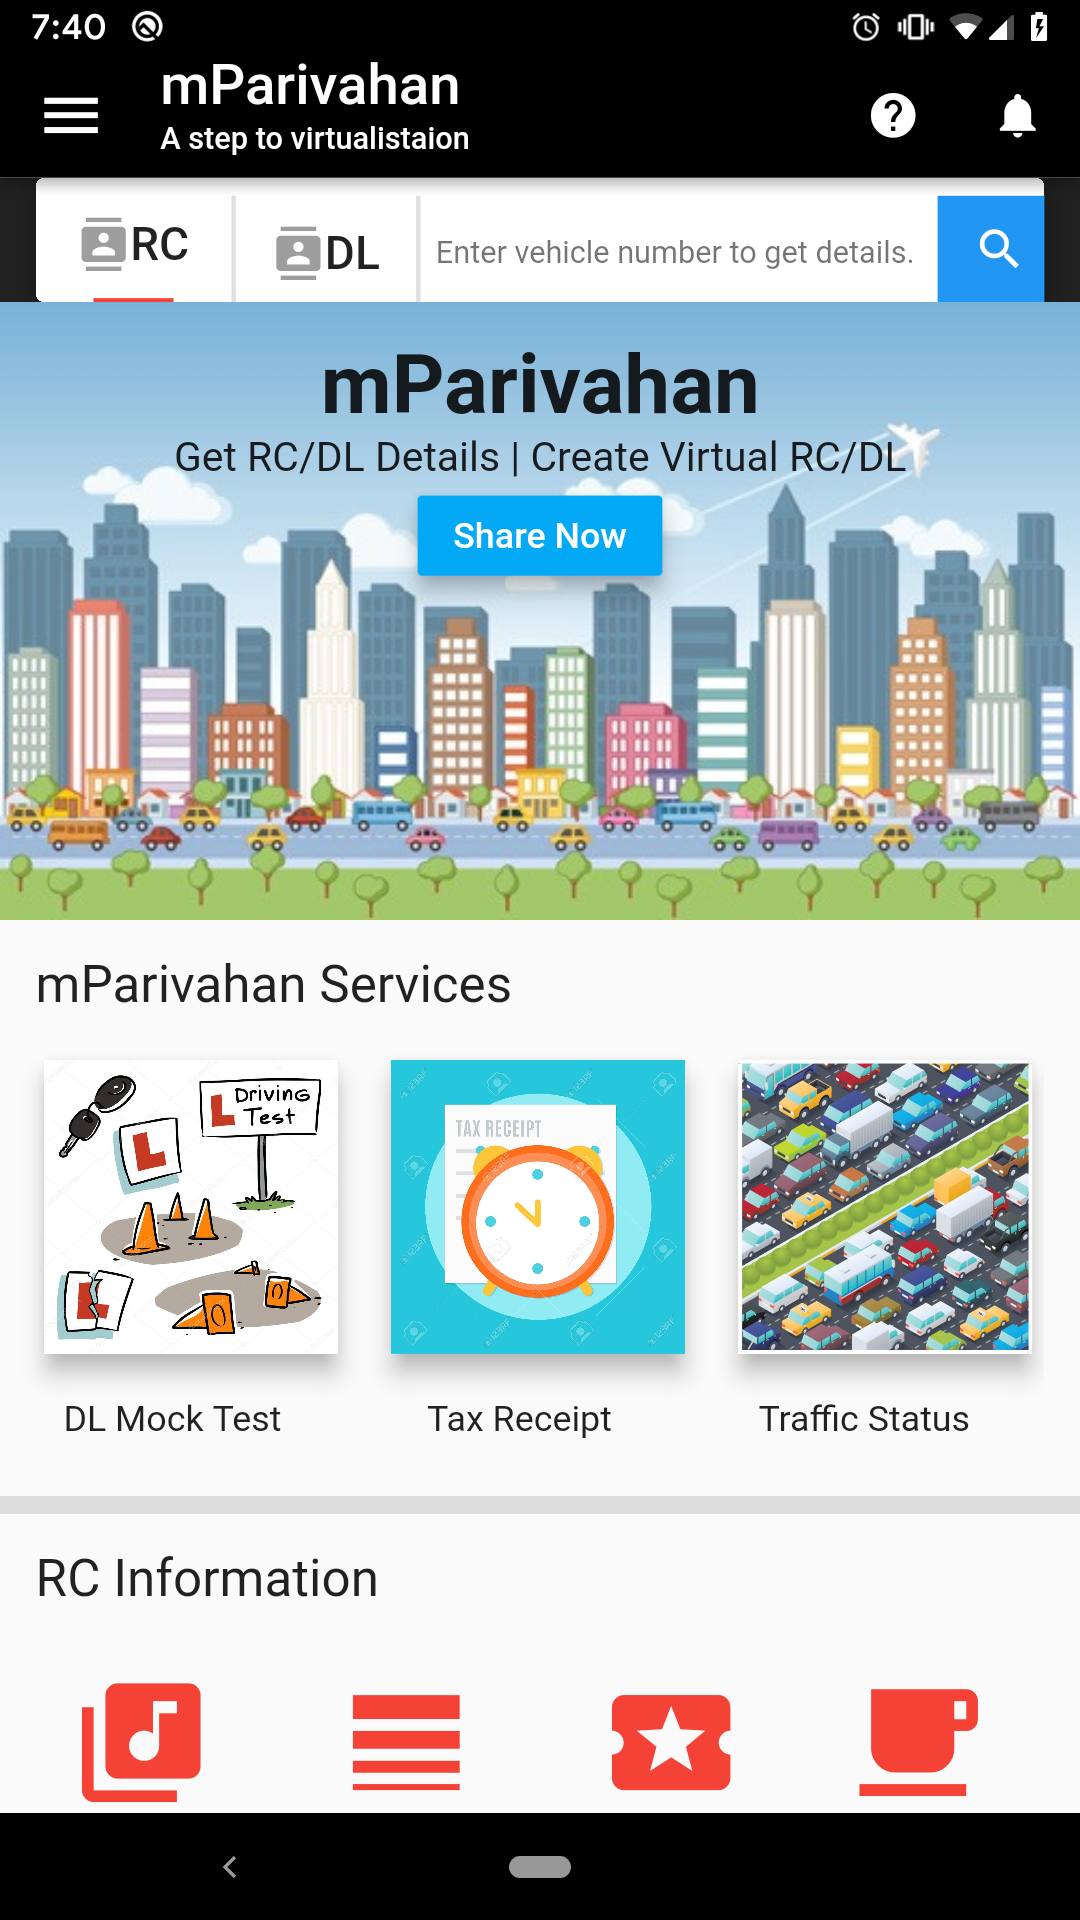 7:40
mParivahan
A step to virtualistaion
RC
DL
Enter vehicle number to get details.
mParivahan
Get RC/DL Details | Create Virtual RC/DL
Share Now
mParivahan Services
DRIVING
Test
L
L
L
TAX RECEIPT
DL Mock Test
Tax Receipt
Traffic Status
RC Information